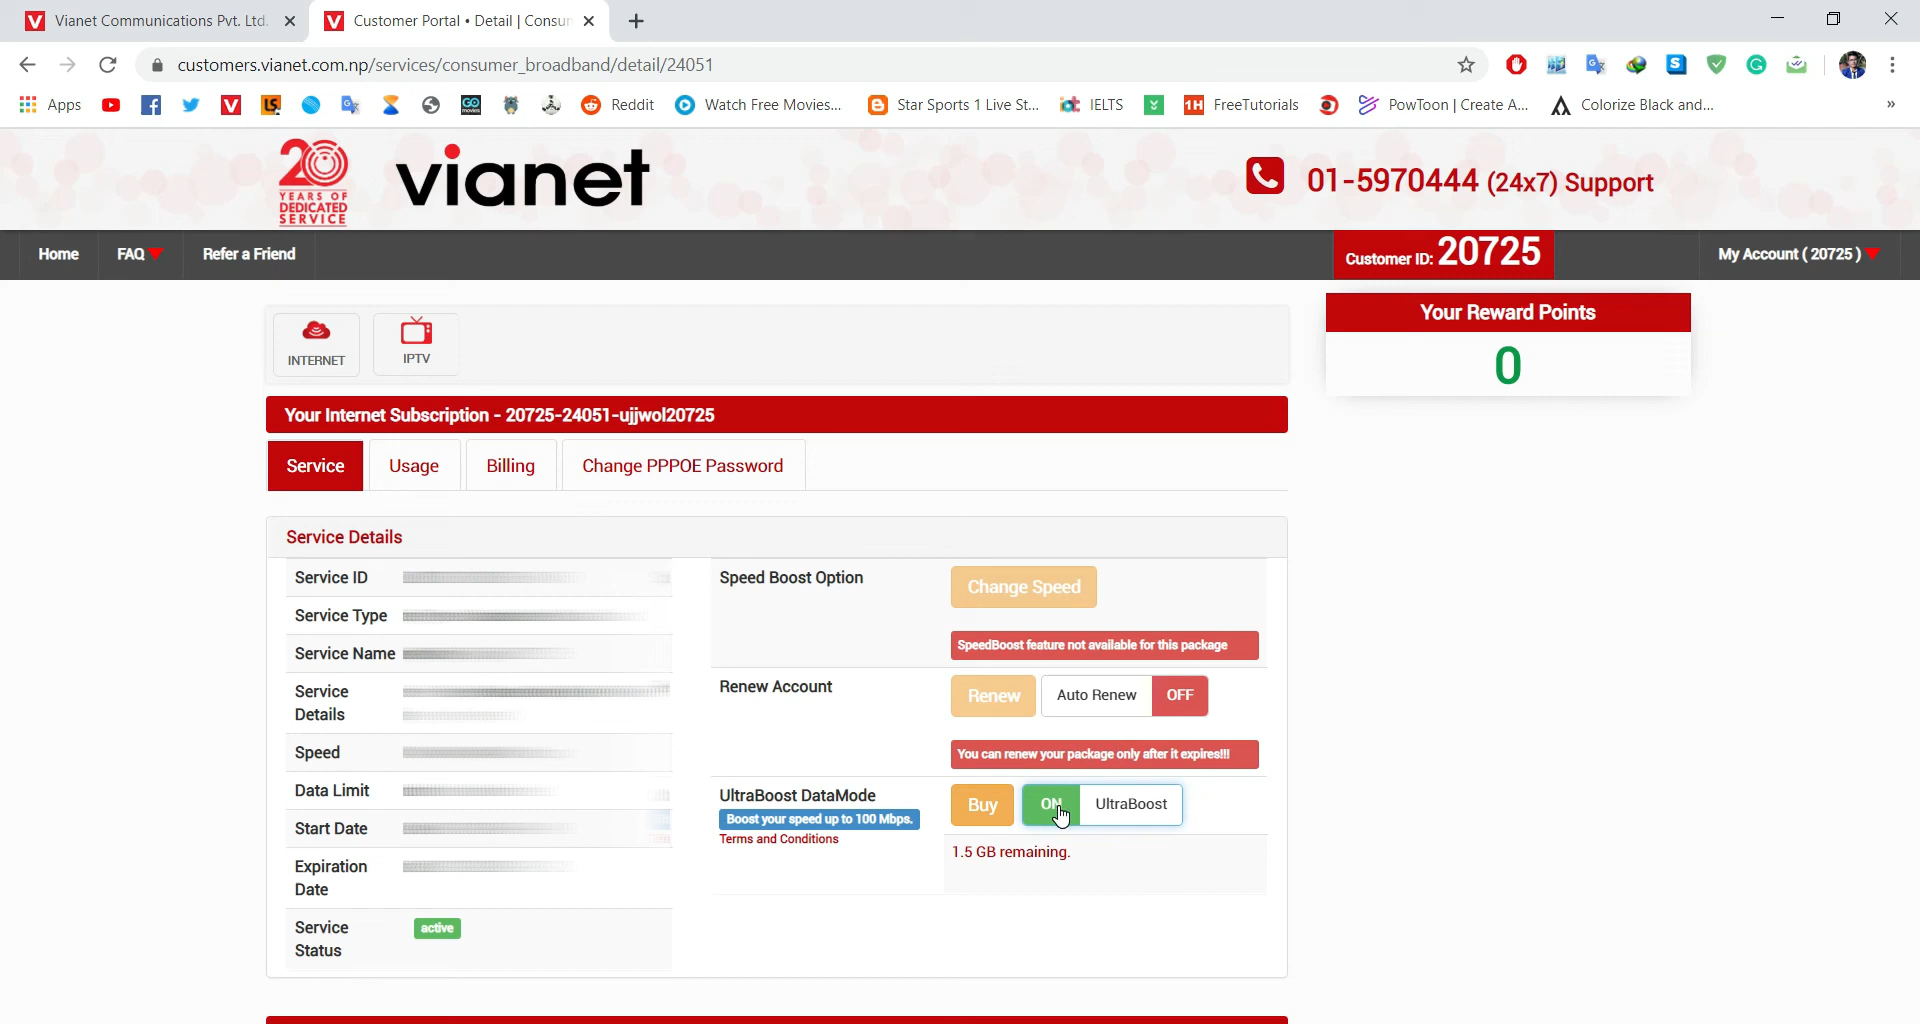 Vianet Communications Pvt. Ltd.
Customer Portal • Detail | Consu
customers.vianet.com.np/services/consumer_broadband/detail/24051
Apps
Reddit
Watch Free Movies...
Star Sports 1 Live St...
IELTS
FreeTutorials
PowToon | Create A...
Colorize Black and...
20
YEARS OF
DEDICATED
SERVICE
vianet
01-5970444 (24x7) Support
Home
FAQ
Refer a Friend
Customer ID: 20725
My Account ( 20725 )
INTERNET
IPTV
Your Reward Points
0
Your Internet Subscription - 20725-24051-ujjwol20725
Service
Usage
Billing
Change PPPOE Password
Service Details
Service ID
Service Type
Service Name
Service
Details
Speed
Data Limit
Start Date
Expiration
Date
Service
Status
active
Speed Boost Option
Change Speed
SpeedBoost feature not available for this package
Renew Account
Renew
Auto Renew
OFF
You can renew your package only after it expires!!!
UltraBoost DataMode
Boost your speed up to 100 Mbps.
Terms and Conditions
Buy
ON
UltraBoost
1.5 GB remaining.